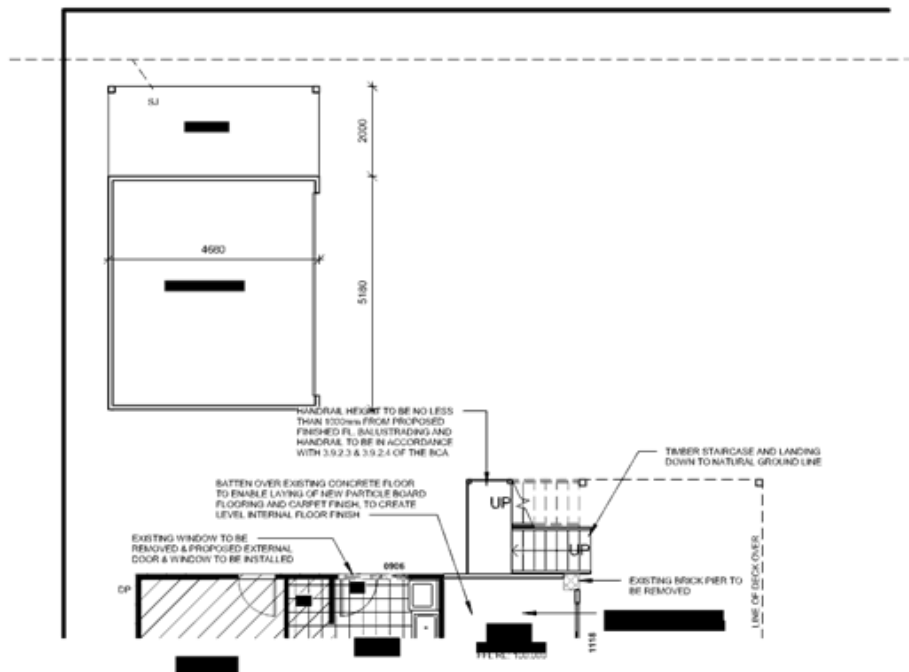 SJ
2000
4680
5180
HANDRAIL HEIGHT TO BE NO LESS
THAN 1000mm FROM PROPOSED
FINISHED FL. BALUSTRADING AND
HANDRAIL TO BE IN ACCORDANCE
WITH 3.9.2.3 & 3.9.2.4 OF THE BCA
TIMBER STAIRCASE AND LANDING
DOWN TO NATURAL GROUND LINE
BATTEN OVER EXISTING CONCRETE FLOOR
TO ENABLE LAYING OF NEW PARTICLE BOARD
FLOORING AND CARPET FINISH, TO CREATE
LEVEL INTERNAL FLOOR FINISH
UP
UP
EXISTING WINDOW TO BE
REMOVED & PROPOSED EXTERNAL
DOOR & WINDOW TO BE INSTALLED
0906
DP
EXISTING BRICK PIER TO
BE REMOVED
LINE OF DECK OVER
1118